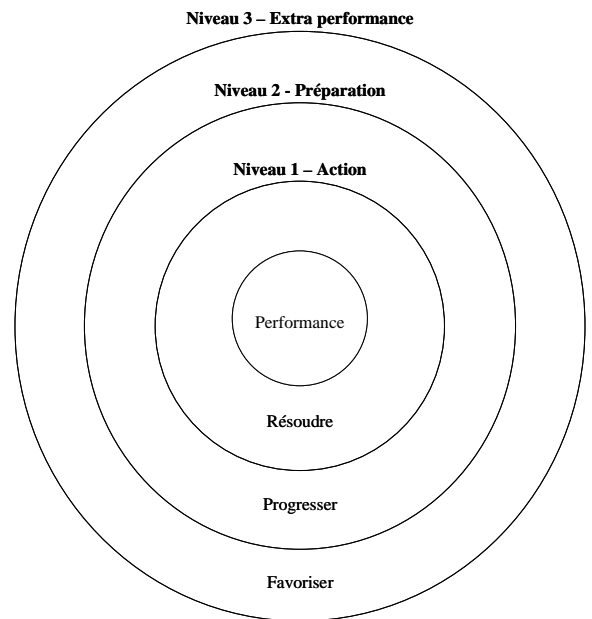 Niveau 3 – Extra performance
Niveau 2 - Préparation
Niveau 1 – Action
Performance
Résoudre
Progresser
Favoriser